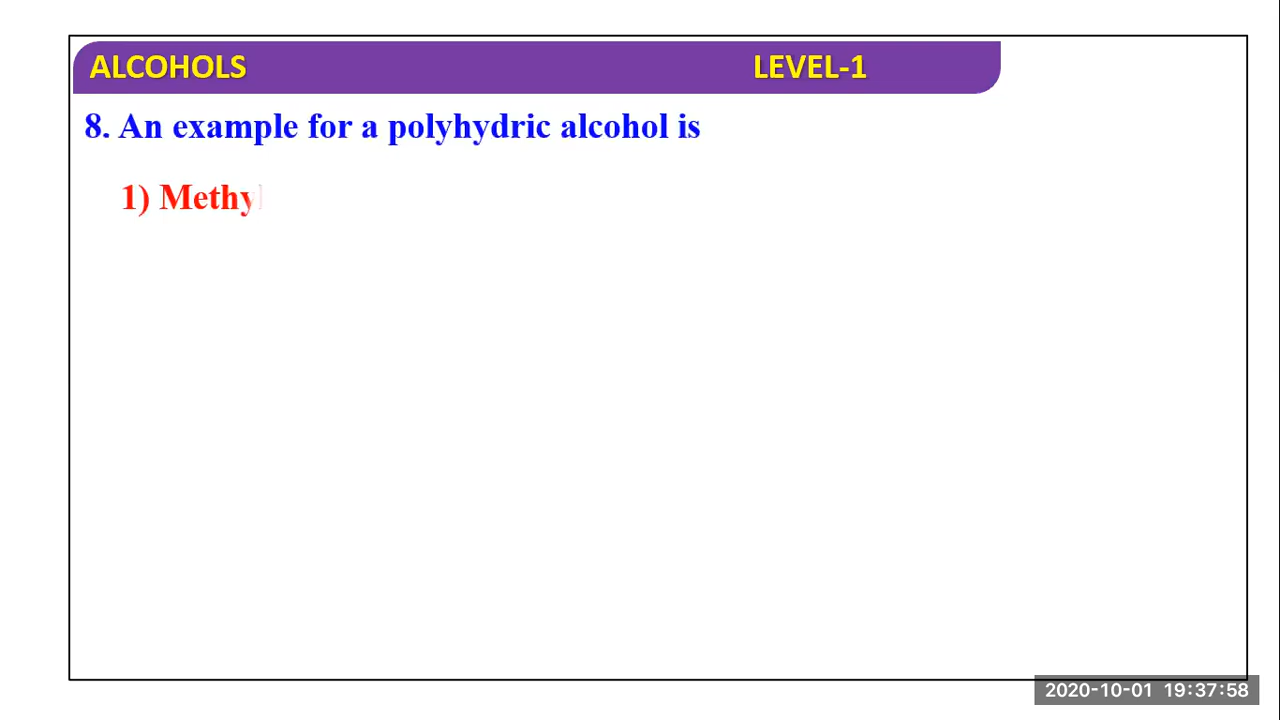 ALCOHOLS LEVEL-1
8. An example for a polyhydric alcohol is
1) Methy
2020-10-01 19:37:58